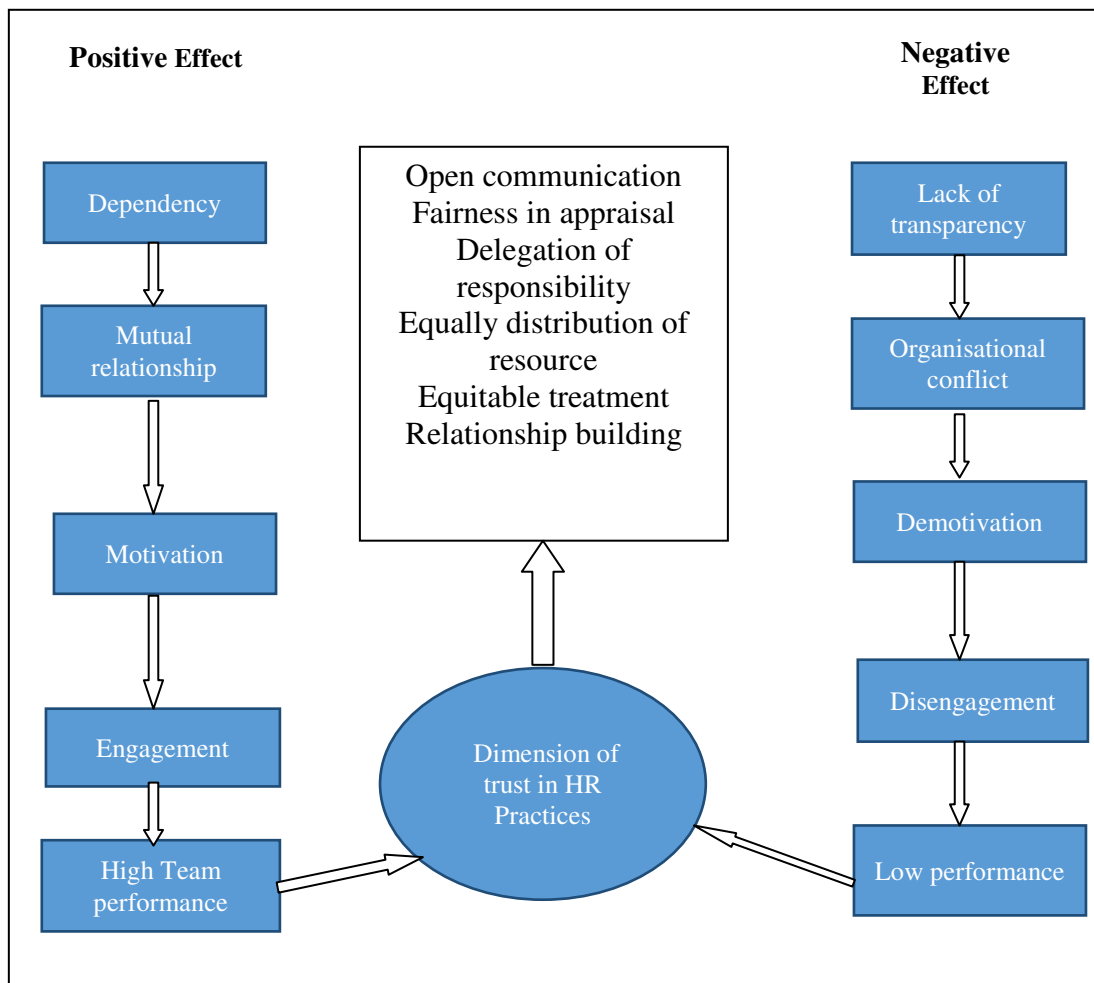 Positive Effect
Negative
Effect
Dependency
Mutual
relationship
Motivation
Engagement
High Team
performance
Open communication
Fairness in appraisal
Delegation of
responsibility
Equally distribution of
resource
Equitable treatment
Relationship building
Dimension of
trust in HR
Practices
Lack of
transparency
Organisational
conflict
Demotivation
Disengagement
Low performance